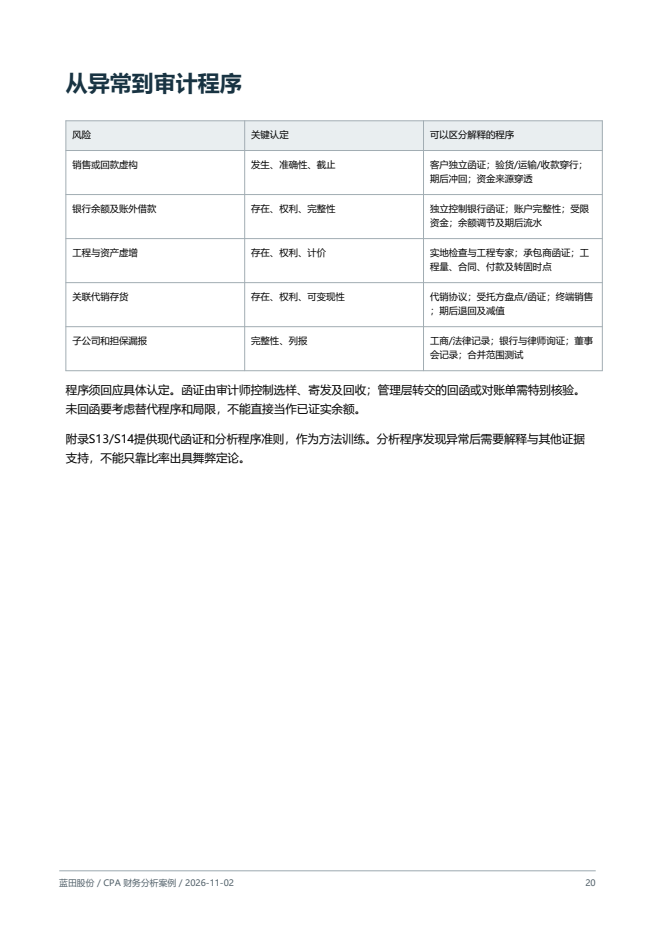 从异常到审计程序
风险
关键认定
可以区分解释的程序
销售或回款虚构
发生、准确性、截止
客户独立函证；验货/运输/收款穿行；
期后冲回；资金来源穿透
银行余额及账外借款
存在、权利、完整性
独立控制银行函证；账户完整性；受限
资金；余额调节及期后流水
工程与资产虚增
存在、权利、计价
实地检查与工程专家；承包商函证；工
程量、合同、付款及转固时点
关联代销存货
存在、权利、可变现性
代销协议；受托方盘点/函证；终端销售
；期后退回及减值
子公司和担保漏报
完整性、列报
工商/法律记录；银行与律师询证；董事
会记录；合并范围测试
程序须回应具体认定。函证由审计师控制选样、寄发及回收；管理层转交的回函或对账单需特别核验。
未回函要考虑替代程序和局限，不能直接当作已证实余额。
附录S13/S14提供现代函证和分析程序准则，作为方法训练。分析程序发现异常后需要解释与其他证据
支持，不能只靠比率出具舞弊定论。
蓝田股份 / CPA 财务分析案例 / 2026-11-02
20